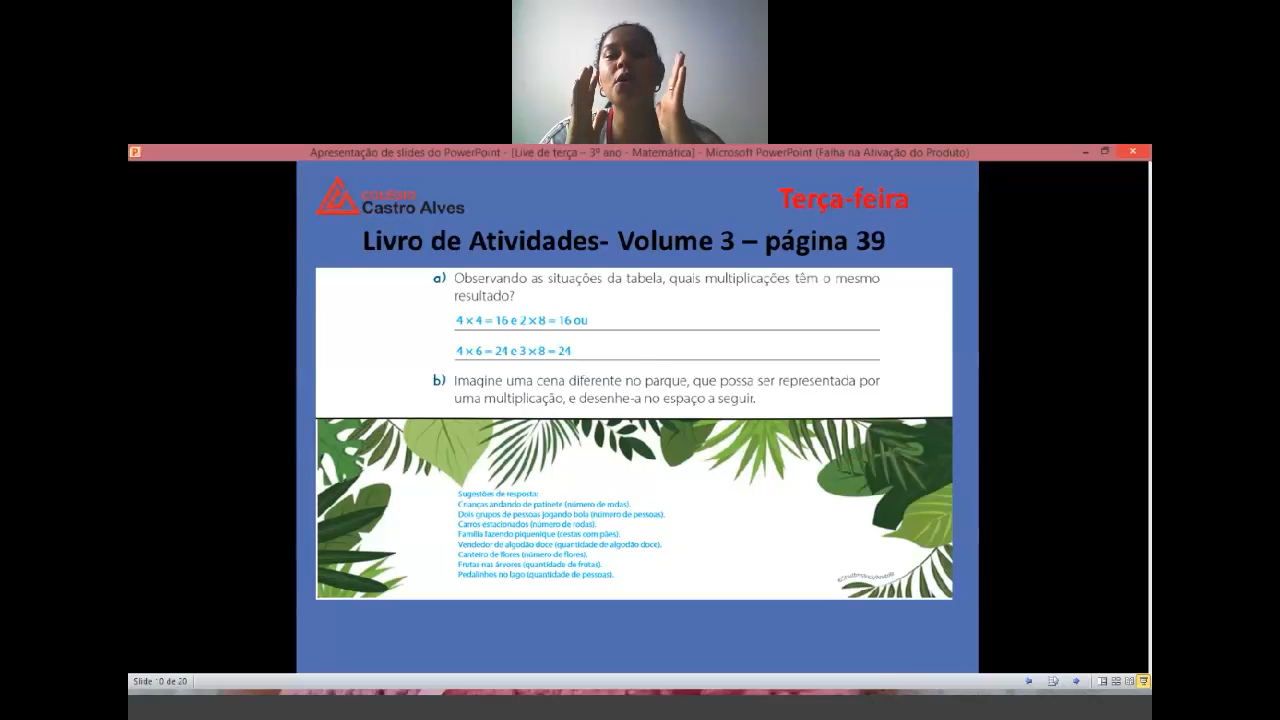 Apresentação de slides do PowerPoint - [Live de terça – 3º ano - Matemática] - Microsoft PowerPoint (Falha na Ativação do Produto)
COLÉGIO
Castro Alves
Terça-feira
Livro de Atividades- Volume 3 – página 39
a) Observando as situações da tabela, quais multiplicações têm o mesmo
resultado?
4 × 4 = 16 e 2 × 8 = 16 ou
4 × 6 = 24 e 3 × 8 = 24
b) Imagine uma cena diferente no parque, que possa ser representada por
uma multiplicação, e desenhe-a no espaço a seguir.
Sugestões de resposta:
Crianças andando de patinete (número de rodas).
Dois grupos de pessoas jogando bola (número de pessoas).
Carros estacionados (número de rodas).
Família fazendo piquenique (cestas com pães).
Vendedor de algodão doce (quantidade de algodão doce).
Canteiro de flores (número de flores).
Frutas nas árvores (quantidade de frutas).
Pedalinhos no lago (quantidade de pessoas).
Slide 10 de 20